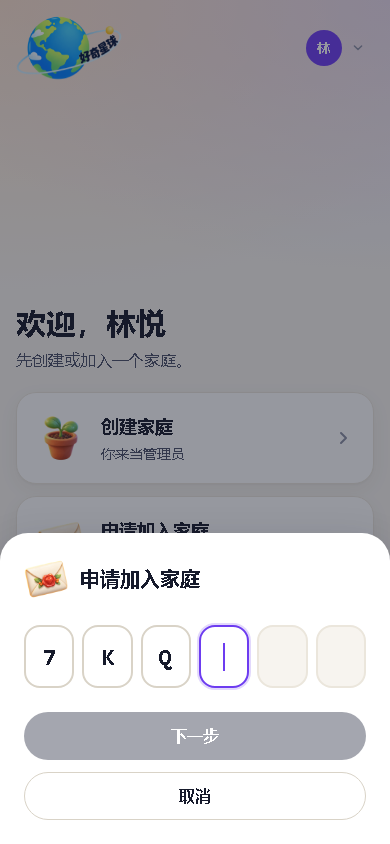 好奇星球
林
欢迎，林悦
先创建或加入一个家庭。
创建家庭
你来当管理员
申请加入家庭
申请加入家庭
7 K Q
下一步
取消